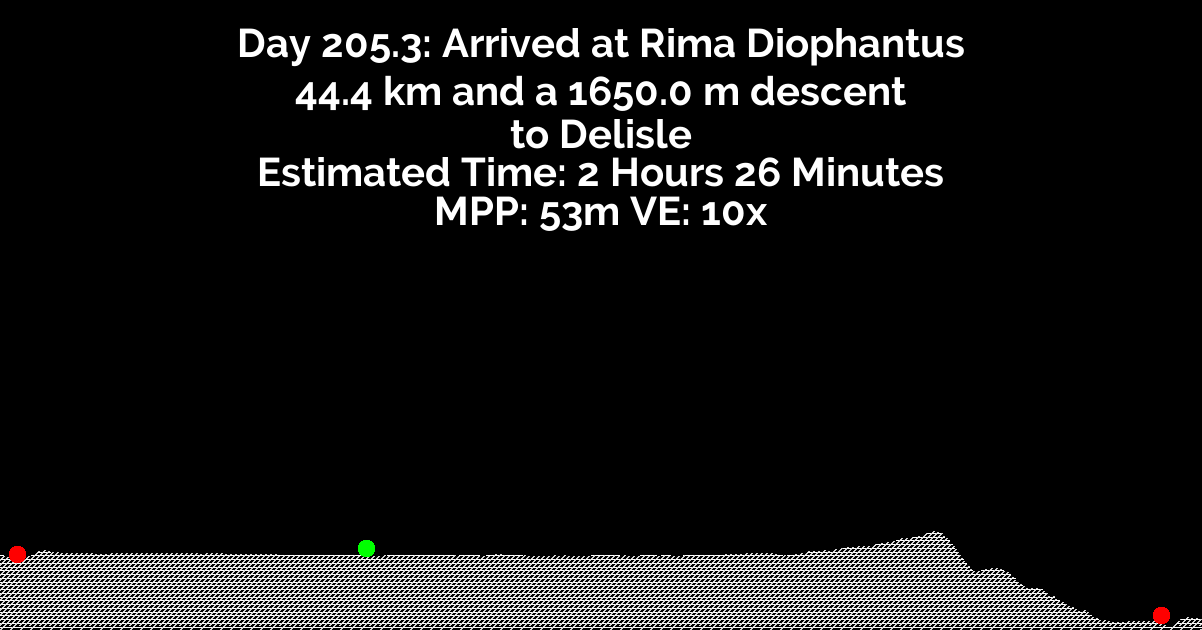 Day 205.3: Arrived at Rima Diophantus
44.4 km and a 1650.0 m descent
to Delisle
Estimated Time: 2 Hours 26 Minutes
MPP: 53m VE: 10x